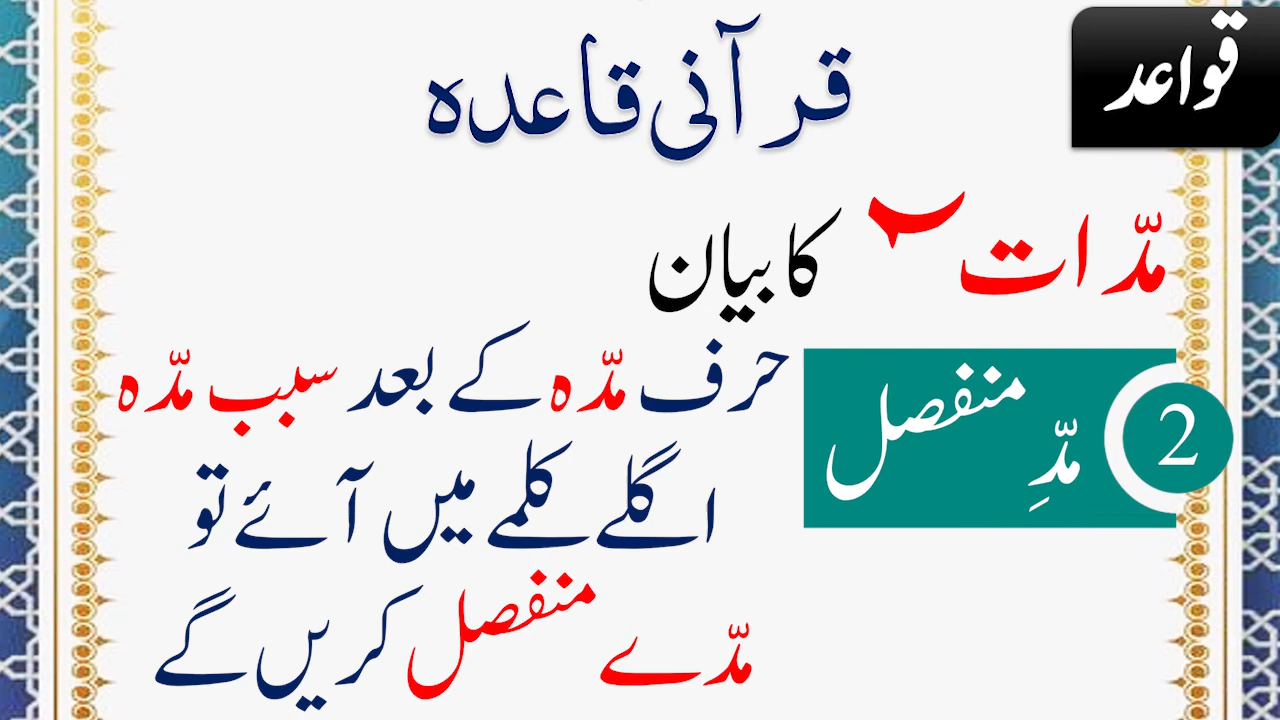 قواعد
قرآنی قاعدہ
مدّات ٓ کا بیان
2
مدِّ منفصل
حرف مدّہ کے بعد سبب مدّہ
اگلے کلمے میں آئے تو
مدّے منفصل کریں گے